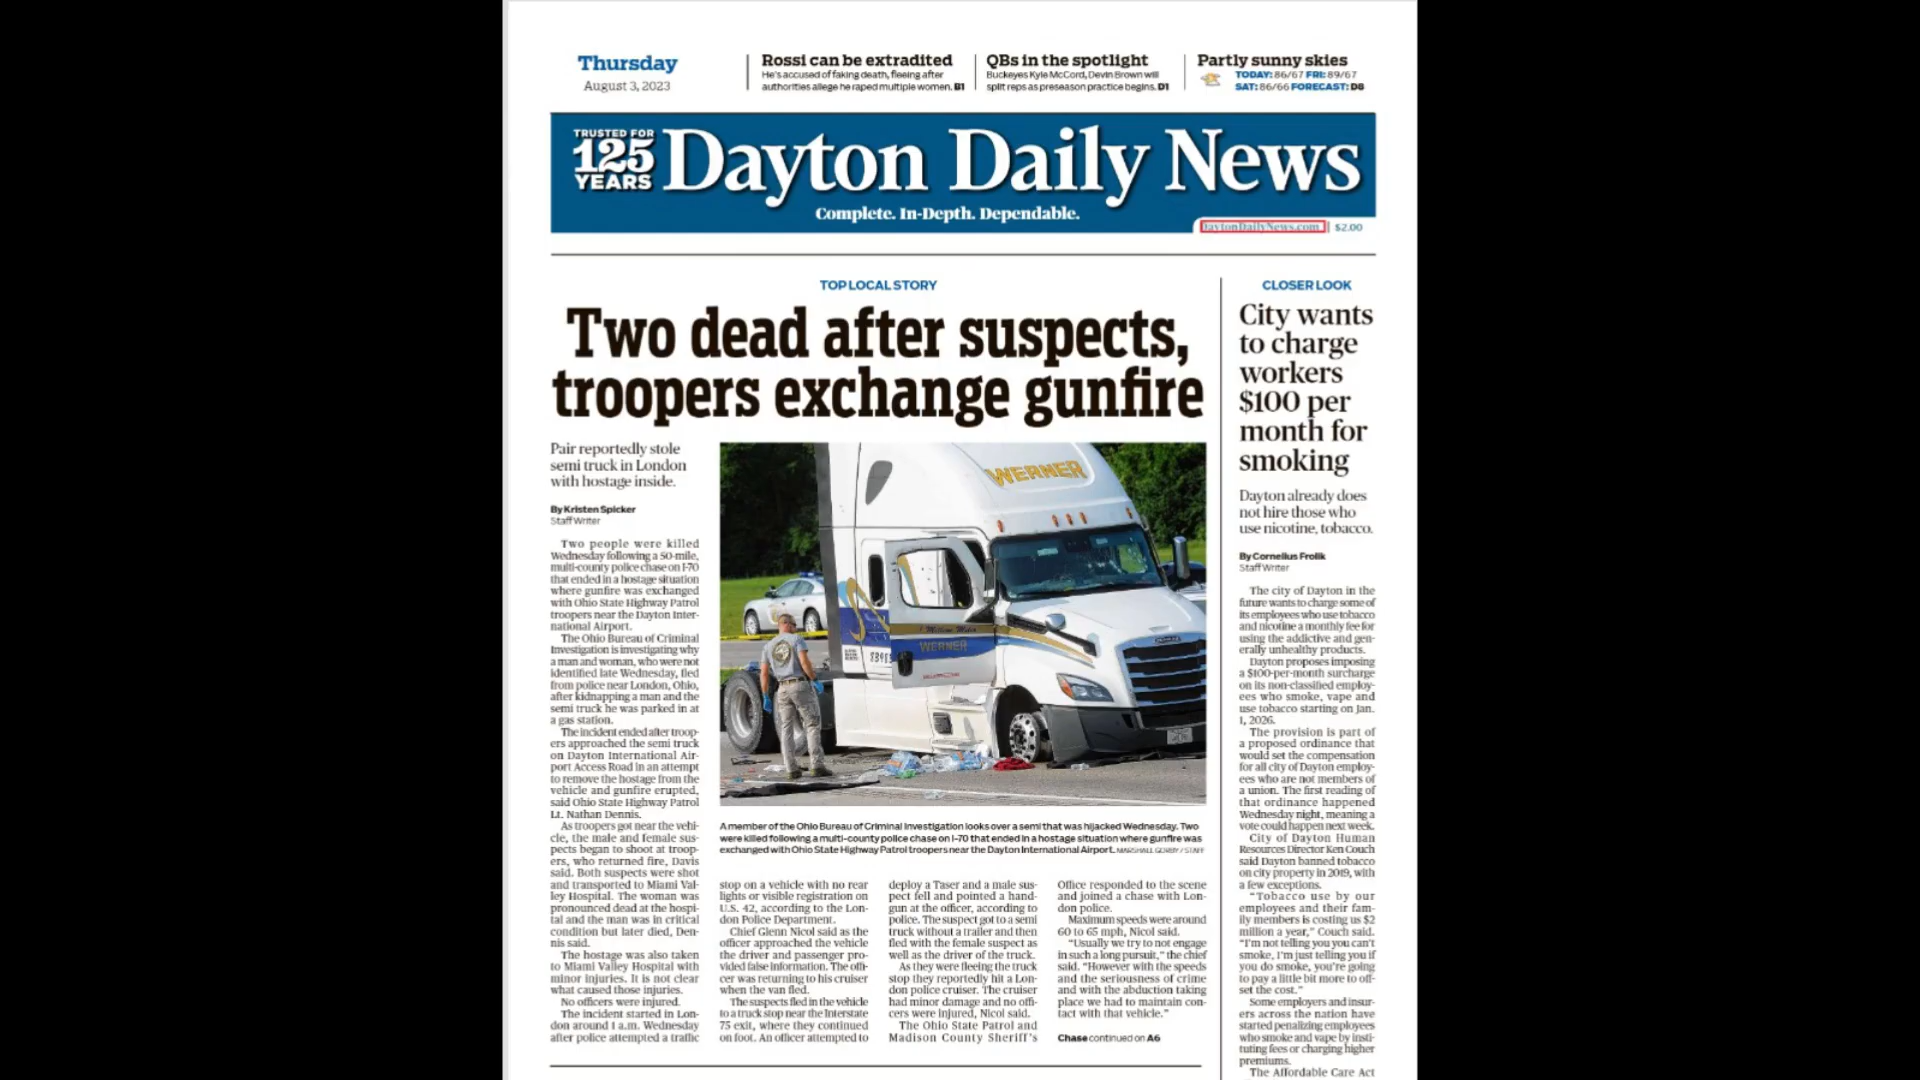 Thursday
August 3, 2023
Rossi can be extradited
He's accused of faking death, fleeing after
authorities allege he raped multiple women. B1
QBs in the spotlight
Buckeyes Kyle McCord, Devin Brown will
split reps as preseason practice begins. D1
Partly sunny skies
TODAY: 86/67 FRI: 89/67
SAT: 86/66 FORECAST: D8
TRUSTED FOR
125
YEARS
Dayton Daily News
Complete. In-Depth. Dependable.
DaytonDailyNews.com | $2.00
TOP LOCAL STORY
Two dead after suspects,
troopers exchange gunfire
Pair reportedly stole
semi truck in London
with hostage inside.
By Kristen Spicker
Staff Writer
Two people were killed
Wednesday following a 50-mile,
multi-county police chase on I-70
that ended in a hostage situation
where gunfire was exchanged
with Ohio State Highway Patrol
troopers near the Dayton Inter-
national Airport.
The Ohio Bureau of Criminal
Investigation is investigating why
a man and woman, who were not
identified late Wednesday, fled
from police near London, Ohio,
after kidnapping a man and the
semi truck he was parked in at
a gas station.
The incident ended after troop-
ers approached the semi truck
on Dayton International Air-
port Access Road in an attempt
to remove the hostage from the
vehicle and gunfire erupted,
said Ohio State Highway Patrol
Lt. Nathan Dennis.
As troopers got near the vehi-
cle, the male and female sus-
pects began to shoot at troop-
ers, who returned fire, Davis
said. Both suspects were shot
and transported to Miami Val-
ley Hospital. The woman was
pronounced dead at the hospi-
tal and the man was in critical
condition but later died, Den-
nis said.
The hostage was also taken
to Miami Valley Hospital with
minor injuries. It is not clear
what caused those injuries.
No officers were injured.
The incident started in Lon-
don around 1 a.m. Wednesday
after police attempted a traffic
WERNER
1 Million Miles
WERNER
A member of the Ohio Bureau of Criminal Investigation looks over a semi that was hijacked Wednesday. Two
were killed following a multi-county police chase on I-70 that ended in a hostage situation where gunfire was
exchanged with Ohio State Highway Patrol troopers near the Dayton International Airport. MARSHALL GORBY / STAFF
stop on a vehicle with no rear
lights or visible registration on
U.S. 42, according to the Lon-
don Police Department.
Chief Glenn Nicol said as the
officer approached the vehicle
the driver and passenger pro-
vided false information. The offi-
cer was returning to his cruiser
when the van fled.
The suspects fled in the vehicle
to a truck stop near the Interstate
75 exit, where they continued
on foot. An officer attempted to
deploy a Taser and a male sus-
pect fell and pointed a hand-
gun at the officer, according to
police. The suspect got to a semi
truck without a trailer and then
fled with the female suspect as
well as the driver of the truck.
As they were fleeing the truck
stop they reportedly hit a Lon-
don police cruiser. The cruiser
had minor damage and no offi-
cers were injured, Nicol said.
The Ohio State Patrol and
Madison County Sheriff's
Office responded to the scene
and joined a chase with Lon-
don police.
Maximum speeds were around
60 to 65 mph, Nicol said.
"Usually we try to not engage
in such a long pursuit," the chief
said. "However with the speeds
and the seriousness of crime
and with the abduction taking
place we had to maintain con-
tact with that vehicle."
Chase continued on A6
CLOSER LOOK
City wants
to charge
workers
$100 per
month for
smoking
Dayton already does
not hire those who
use nicotine, tobacco.
By Cornelius Frolik
Staff Writer
The city of Dayton in the
future wants to charge some of
its employees who use tobacco
and nicotine a monthly fee for
using the addictive and gen-
erally unhealthy products.
Dayton proposes imposing
a $100-per-month surcharge
on its non-classified employ-
ees who smoke, vape and
use tobacco starting on Jan.
1, 2026.
The provision is part of
a proposed ordinance that
would set the compensation
for all city of Dayton employ-
ees who are not members of
a union. The first reading of
that ordinance happened
Wednesday night, meaning a
vote could happen next week.
City of Dayton Human
Resources Director Ken Couch
said Dayton banned tobacco
on city property in 2019, with
a few exceptions.
"Tobacco use by our
employees and their fam-
ily members is costing us $2
million a year," Couch said.
"I'm not telling you you can't
smoke, I'm just telling you if
you do smoke, you're going
to pay a little bit more to off-
set the cost."
Some employers and insur-
ers across the nation have
started penalizing employees
who smoke and vape by insti-
tuting fees or charging higher
premiums.
The Affordable Care Act